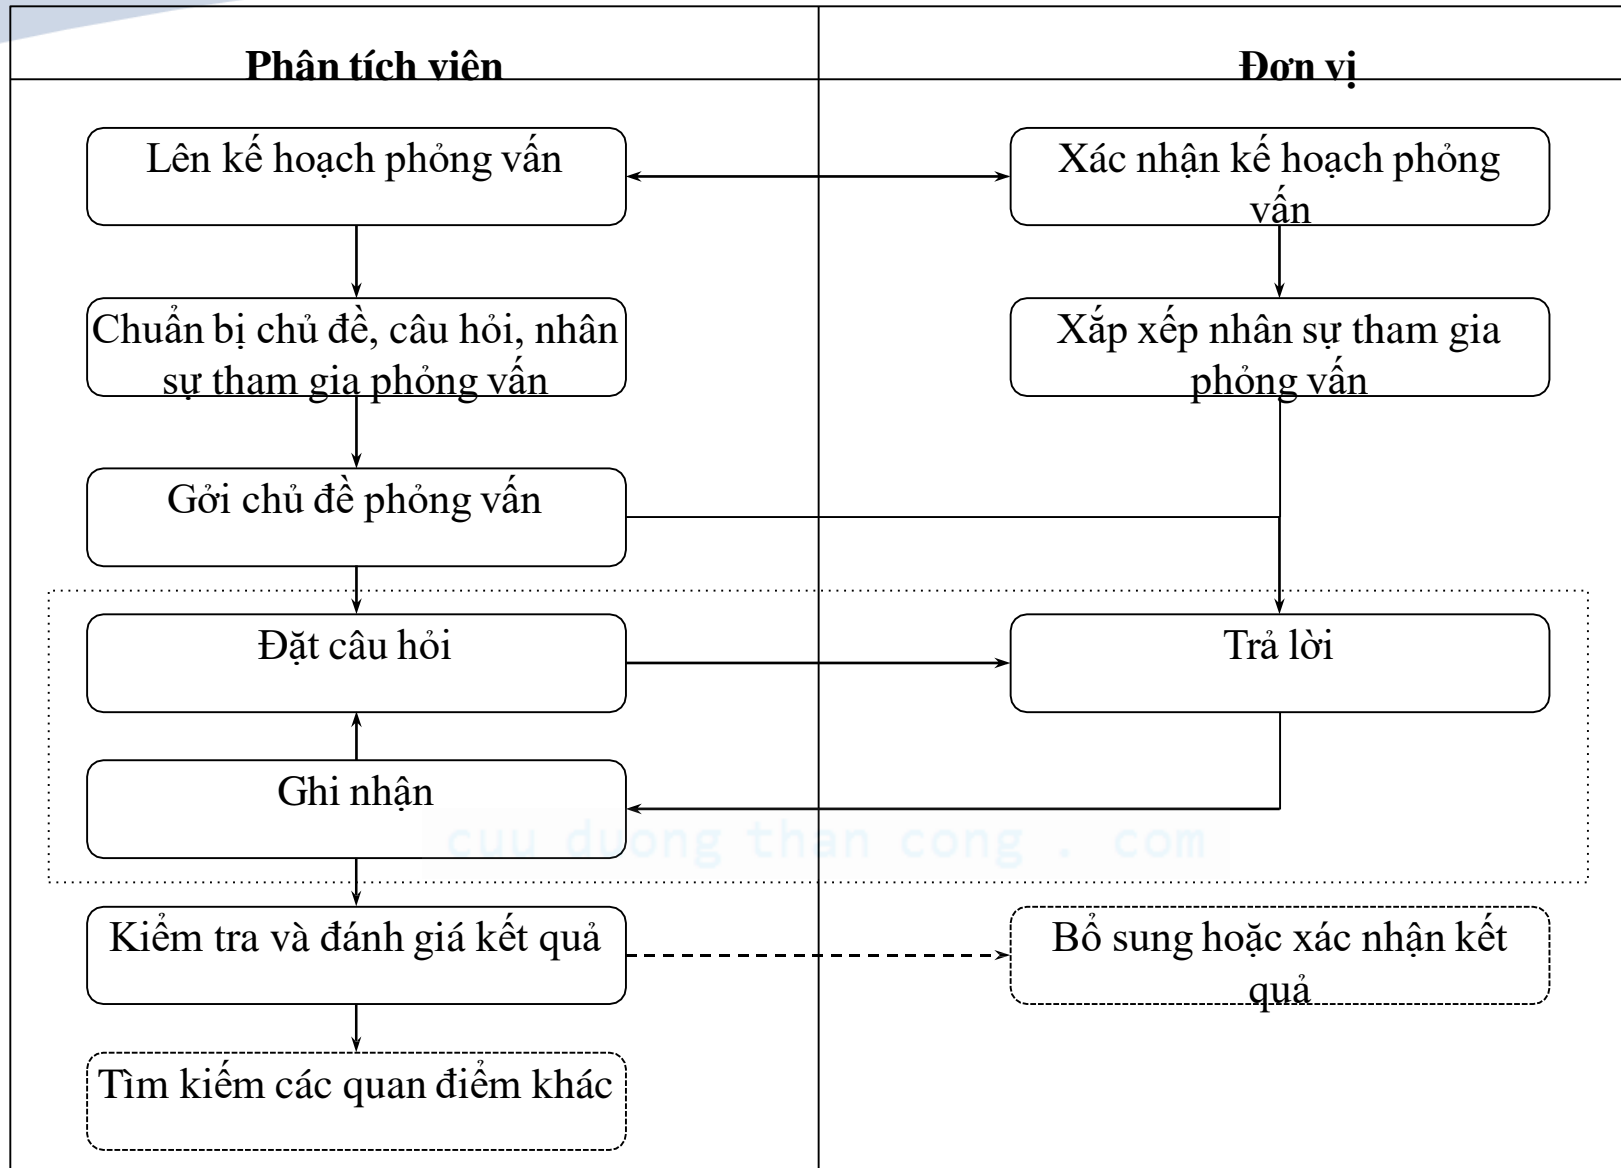 Phân tích viên
Đơn vị
Lên kế hoạch phỏng vấn
Xác nhận kế hoạch phỏng
vấn
Chuẩn bị chủ đề, câu hỏi, nhân
sự tham gia phỏng vấn
Xắp xếp nhân sự tham gia
phỏng vấn
Gởi chủ đề phỏng vấn
Đặt câu hỏi
Trả lời
Ghi nhận
cuu duong than cong . com
Kiểm tra và đánh giá kết quả
Bổ sung hoặc xác nhận kết
quả
Tìm kiếm các quan điểm khác